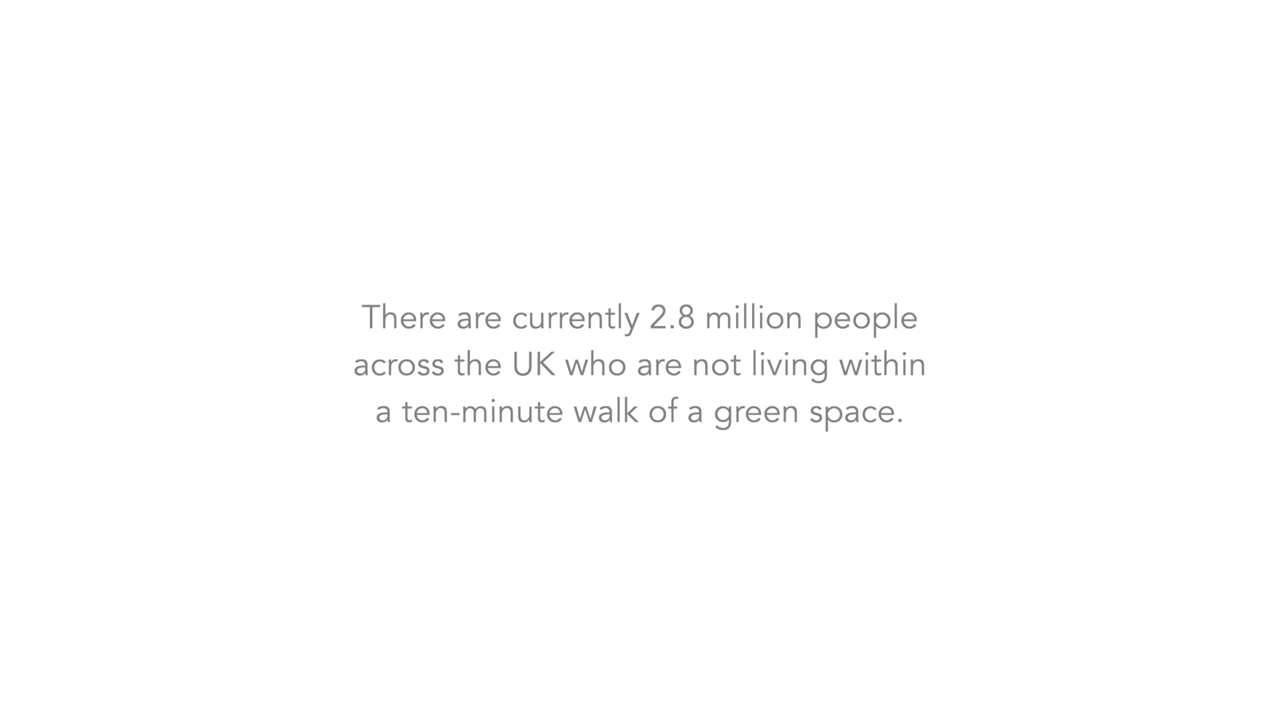 There are currently 2.8 million people
across the UK who are not living within
a ten-minute walk of a green space.